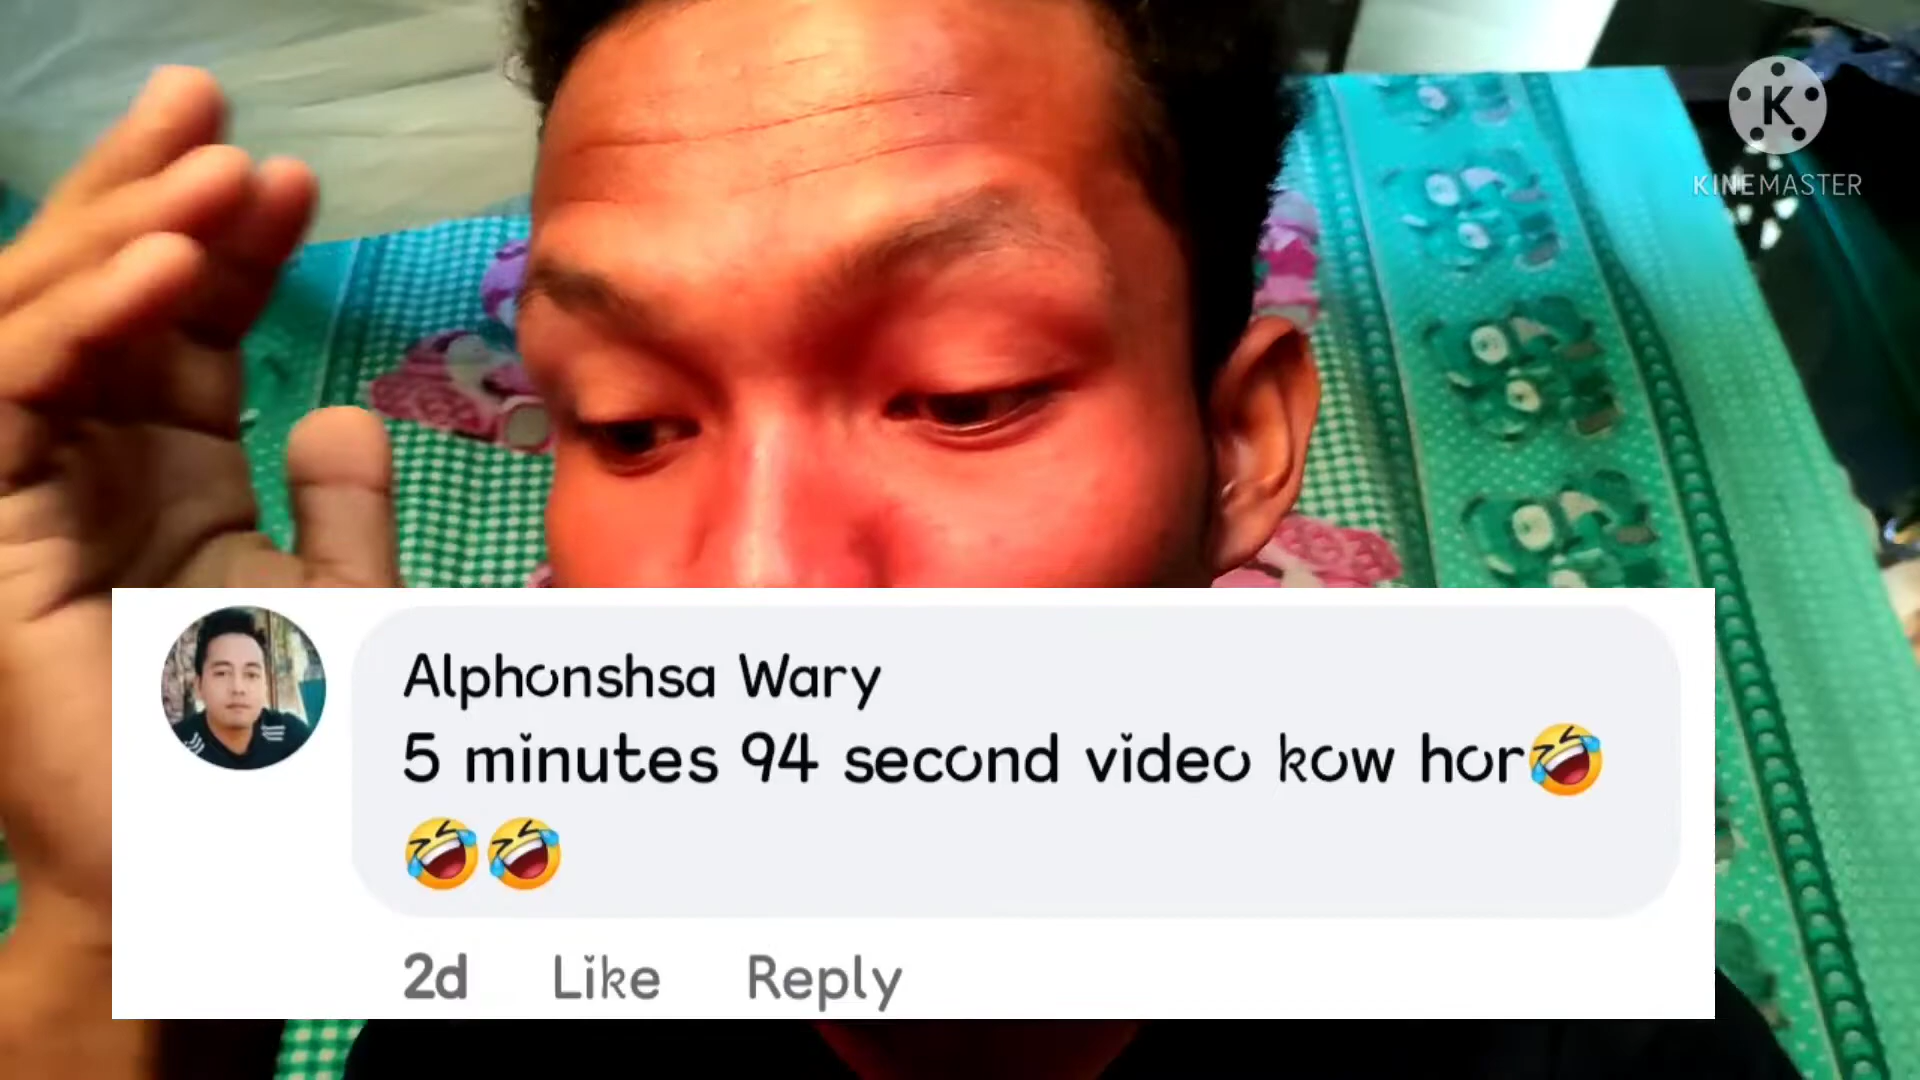 KINEMASTER
Alphonshsa Wary
5 minutes 94 second video kow hor🤣
🤣🤣
2d Like Reply